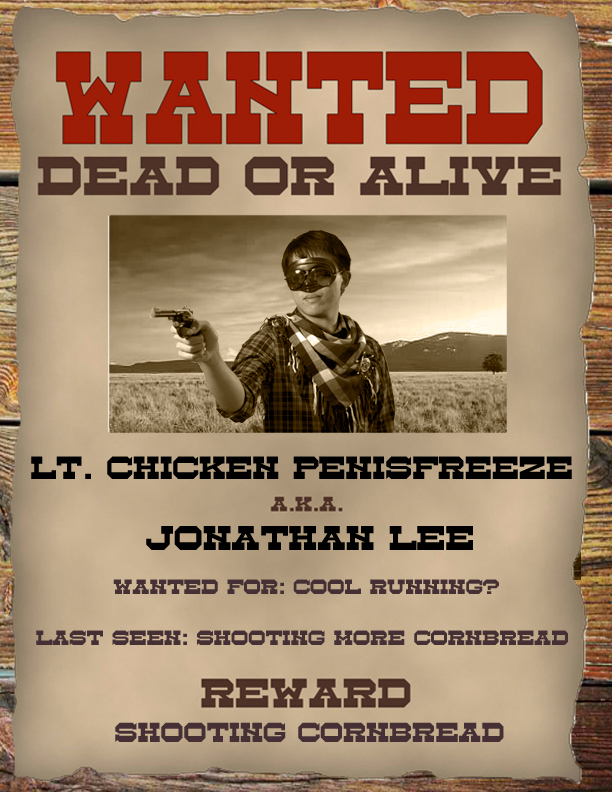 WANTED
DEAD OR ALIVE
LT. CHICKEN PENISFREEZE
A.K.A.
JONATHAN LEE
WANTED FOR: COOL RUNNING?
LAST SEEN: SHOOTING MORE CORNBREAD
REWARD
SHOOTING CORNBREAD